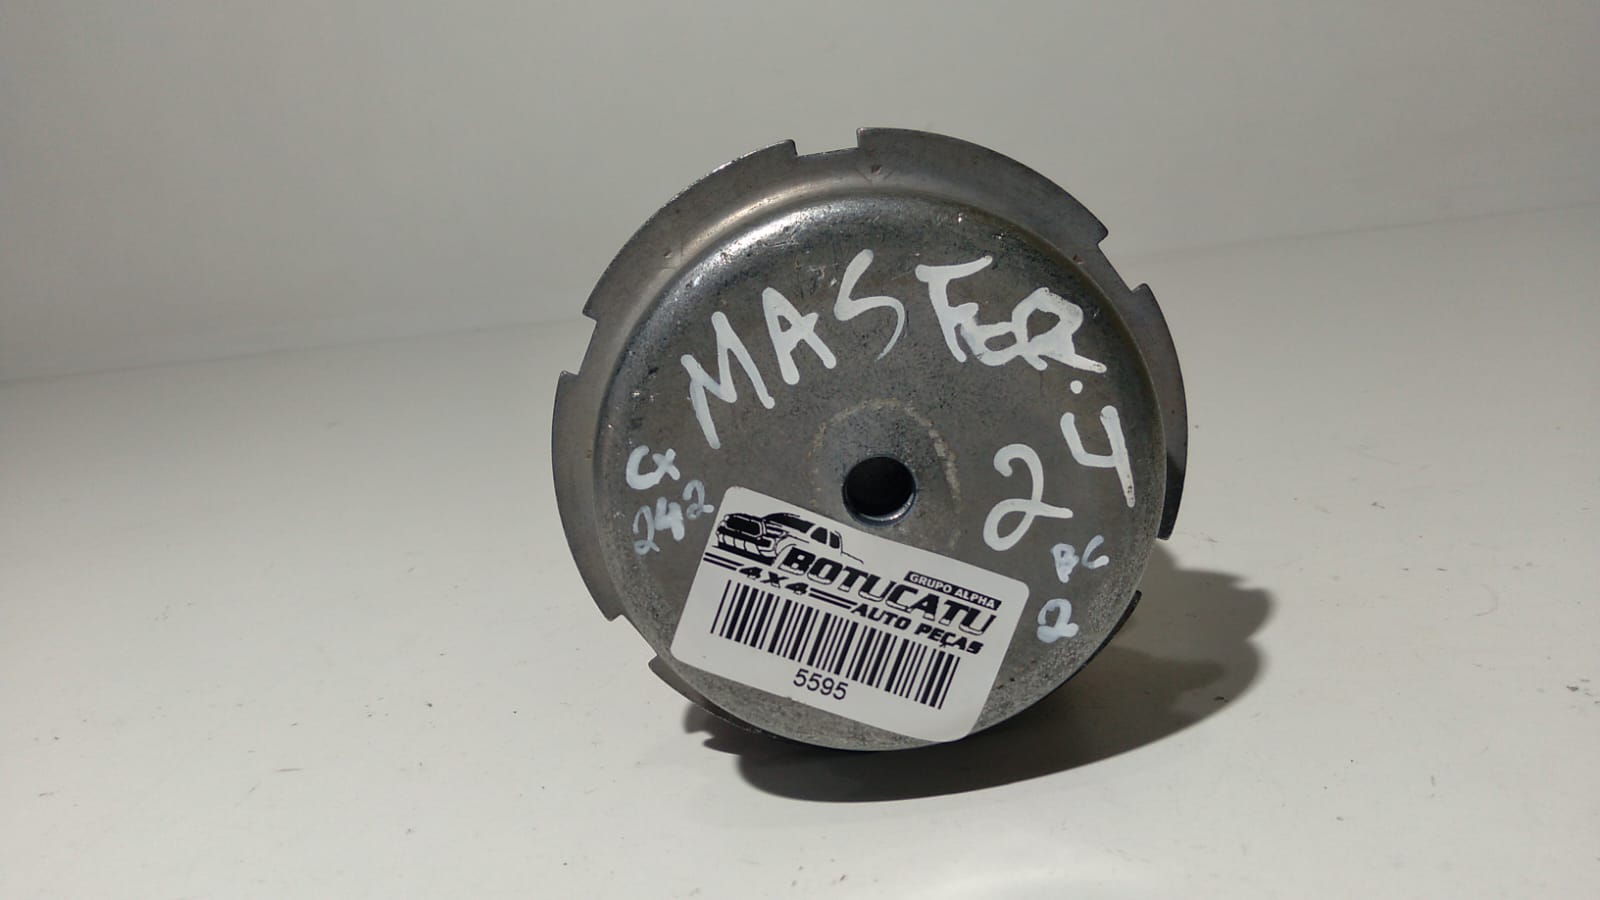 MASTER.
2.4
CX
242
BC
2
GRUPO ALPHA
BOTUCATU
4X4
AUTO PEÇAS
5595